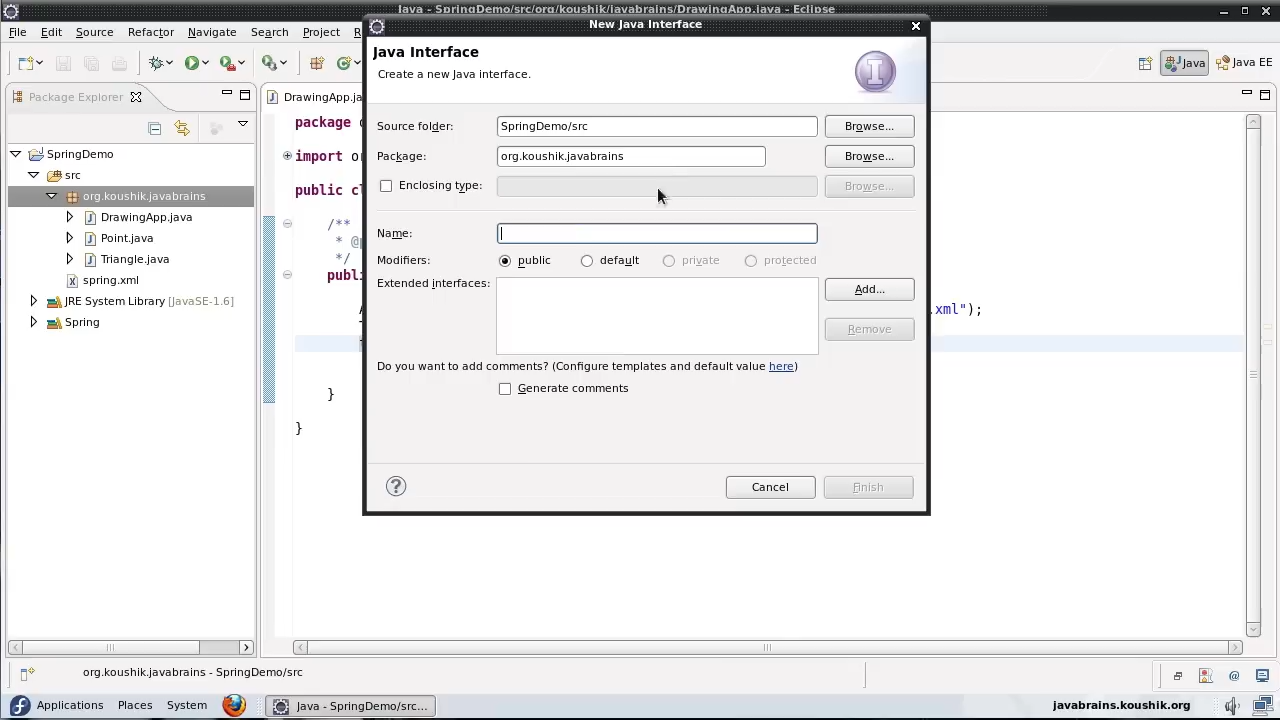 Java - SpringDemo/src/org/koushik/javabrains/DrawingApp.java - Eclipse
New Java Interface
File Edit Source Refactor Navigate Search Project R
Java Interface
Create a new Java interface.
Java
Java EE
Package Explorer
DrawingApp.ja
SpringDemo
src
org.koushik.javabrains
DrawingApp.java
Point.java
Triangle.java
spring.xml
JRE System Library [JavaSE-1.6]
Spring
package
import or
public cl
/**
* @p
*/
publi
.xml");
}
}
Source folder: SpringDemo/src Browse...
Package: org.koushik.javabrains Browse...
Enclosing type: Browse...
Name:
Modifiers: public default private protected
Extended interfaces: Add...
Remove
Do you want to add comments? (Configure templates and default value here)
Generate comments
? Cancel Finish
org.koushik.javabrains - SpringDemo/src
Applications Places System Java - SpringDemo/src... javabrains.koushik.org